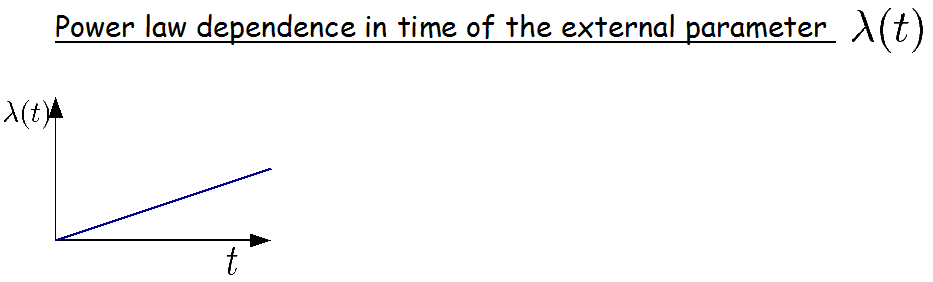 Power law dependence in time of the external parameter λ(t)
λ(t)
t